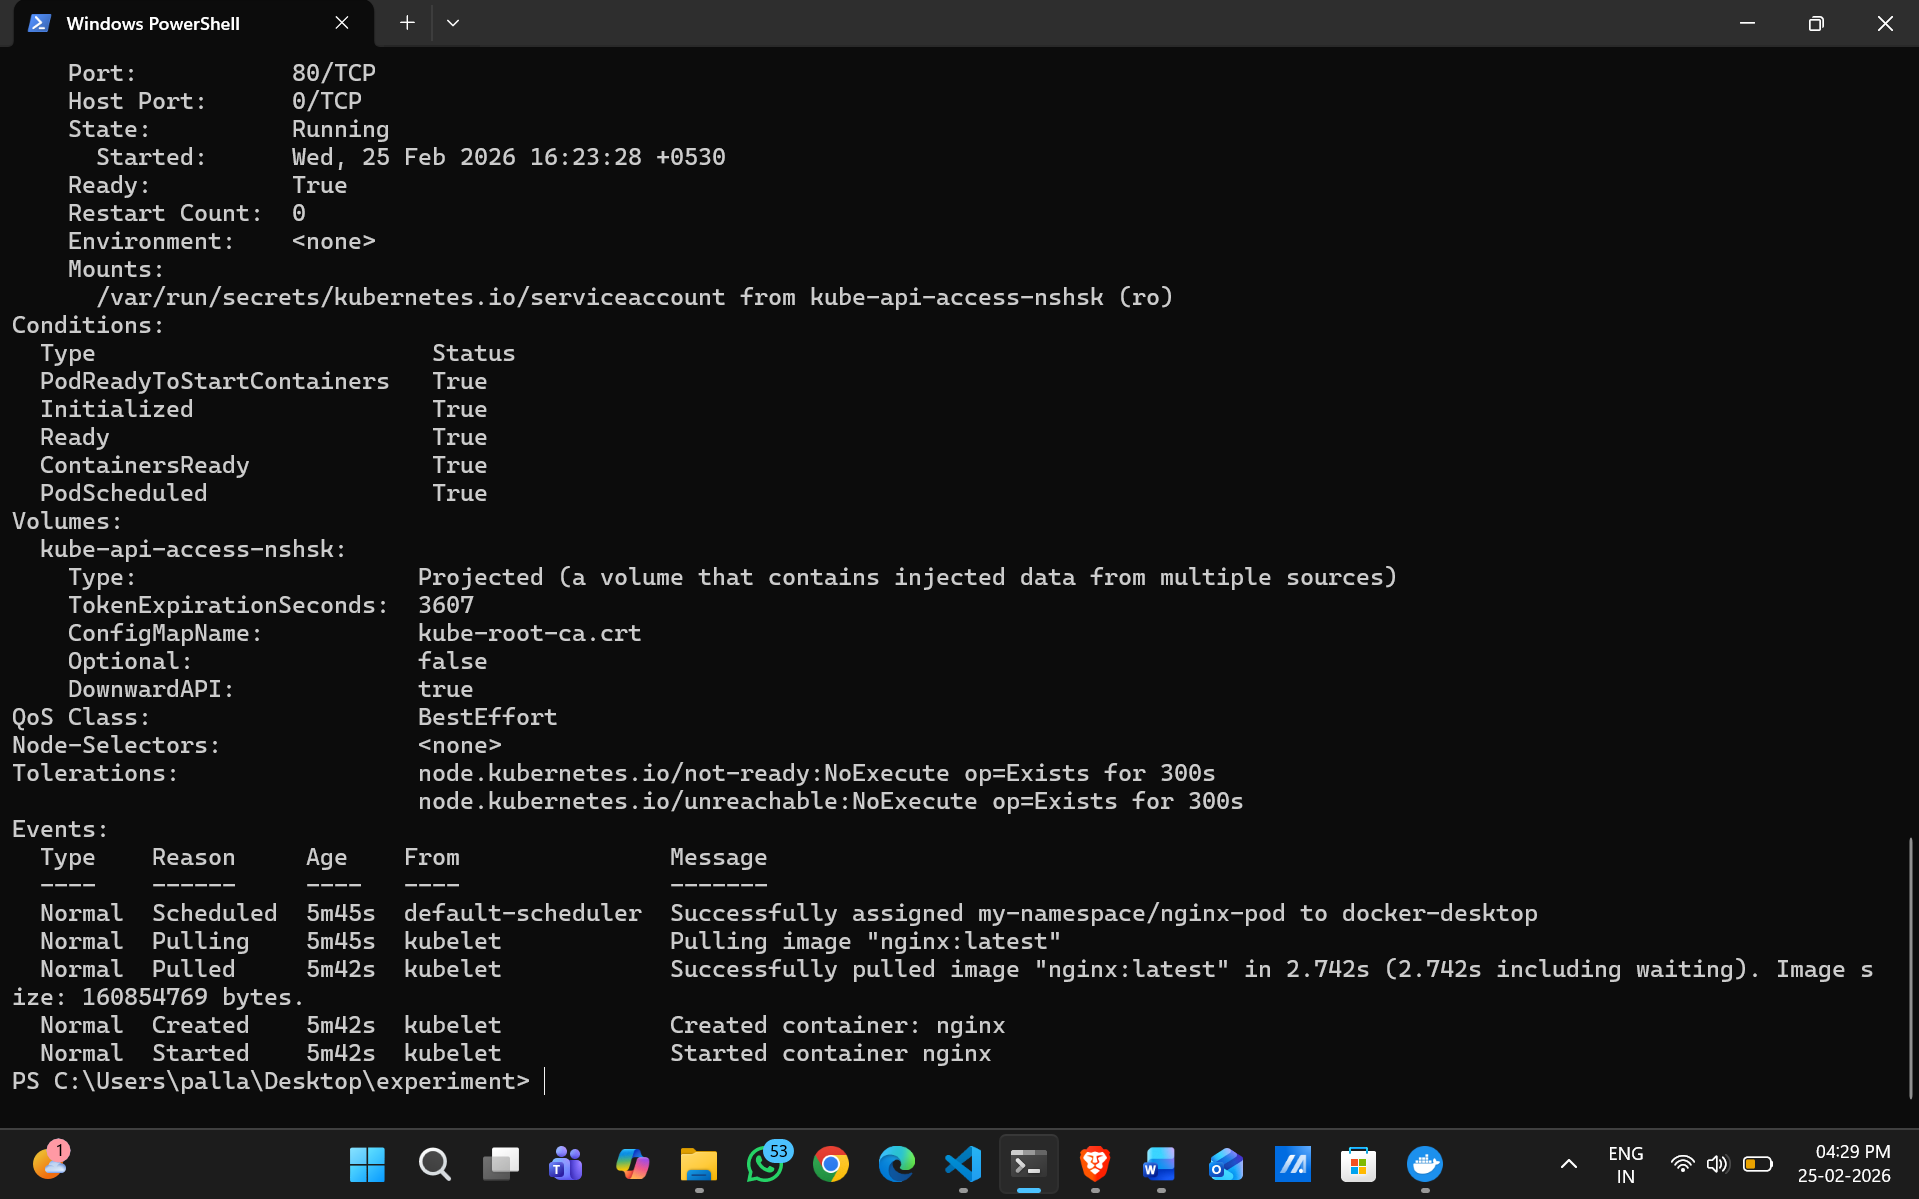 Windows PowerShell
    Port:           80/TCP
    Host Port:      0/TCP
    State:          Running
      Started:      Wed, 25 Feb 2026 16:23:28 +0530
    Ready:          True
    Restart Count:  0
    Environment:    <none>
    Mounts:
      /var/run/secrets/kubernetes.io/serviceaccount from kube-api-access-nshsk (ro)
Conditions:
  Type                        Status
  PodReadyToStartContainers   True
  Initialized                 True
  Ready                       True
  ContainersReady             True
  PodScheduled                True
Volumes:
  kube-api-access-nshsk:
    Type:                    Projected (a volume that contains injected data from multiple sources)
    TokenExpirationSeconds:  3607
    ConfigMapName:           kube-root-ca.crt
    Optional:                false
    DownwardAPI:             true
QoS Class:                   BestEffort
Node-Selectors:              <none>
Tolerations:                 node.kubernetes.io/not-ready:NoExecute op=Exists for 300s
                             node.kubernetes.io/unreachable:NoExecute op=Exists for 300s
Events:
  Type    Reason     Age    From               Message
  ----    ------     ----   ----               -------
  Normal  Scheduled  5m45s  default-scheduler  Successfully assigned my-namespace/nginx-pod to docker-desktop
  Normal  Pulling    5m45s  kubelet            Pulling image "nginx:latest"
  Normal  Pulled     5m42s  kubelet            Successfully pulled image "nginx:latest" in 2.742s (2.742s including waiting). Image s
ize: 160854769 bytes.
  Normal  Created    5m42s  kubelet            Created container: nginx
  Normal  Started    5m42s  kubelet            Started container nginx
PS C:\Users\palla\Desktop\experiment>
1
53
ENG
IN
04:29 PM
25-02-2026